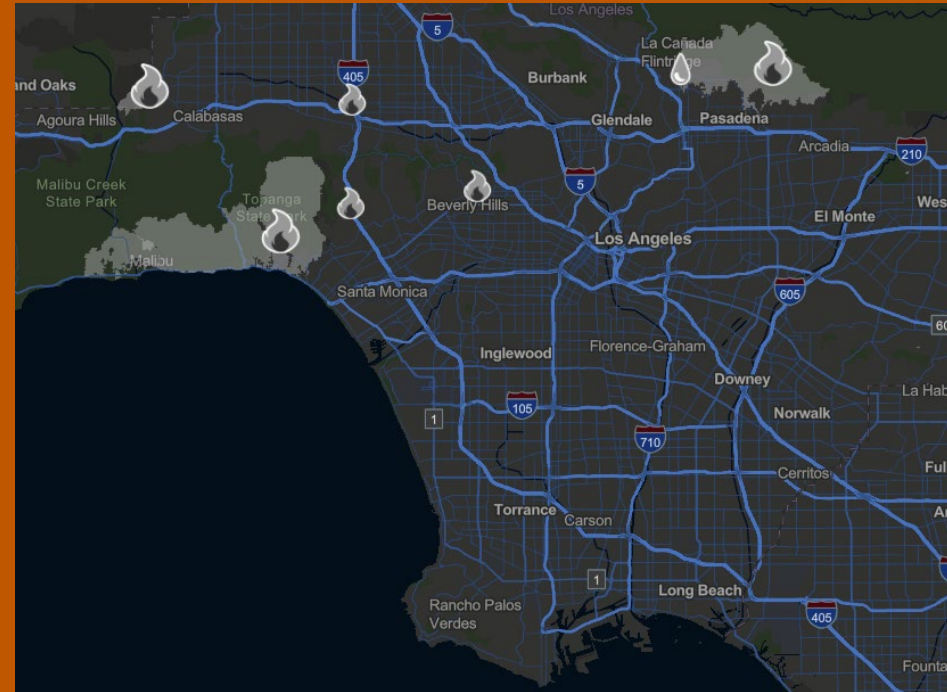 Los Angeles
5
La Cañada
Flintridge
405
Burbank
and Oaks
Agoura Hills
Calabasas
Glendale
Pasadena
Arcadia
210
Malibu Creek
State Park
Topanga
State Park
5
Beverly Hills
El Monte
Wes
Los Angeles
Malibu
Santa Monica
605
60
Inglewood
Florence-Graham
Downey
La Hab
105
Norwalk
1
710
Cerritos
Ful
Torrance
Carson
Ar
1
Long Beach
Rancho Palos
Verdes
405
Founta